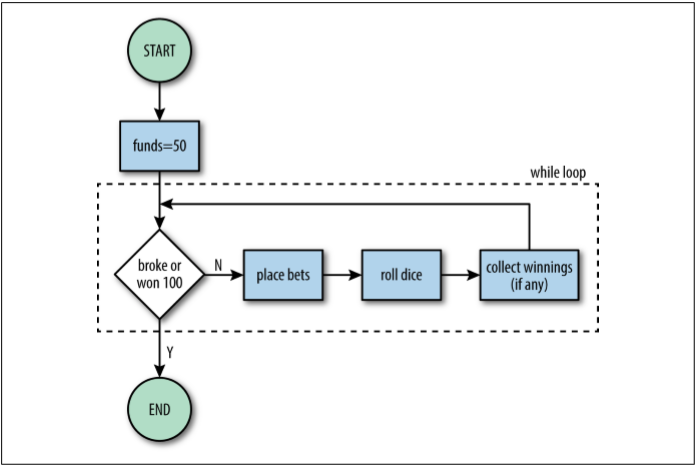 START
funds=50
while loop
broke or
won 100
N
place bets
roll dice
collect winnings
(if any)
Y
END